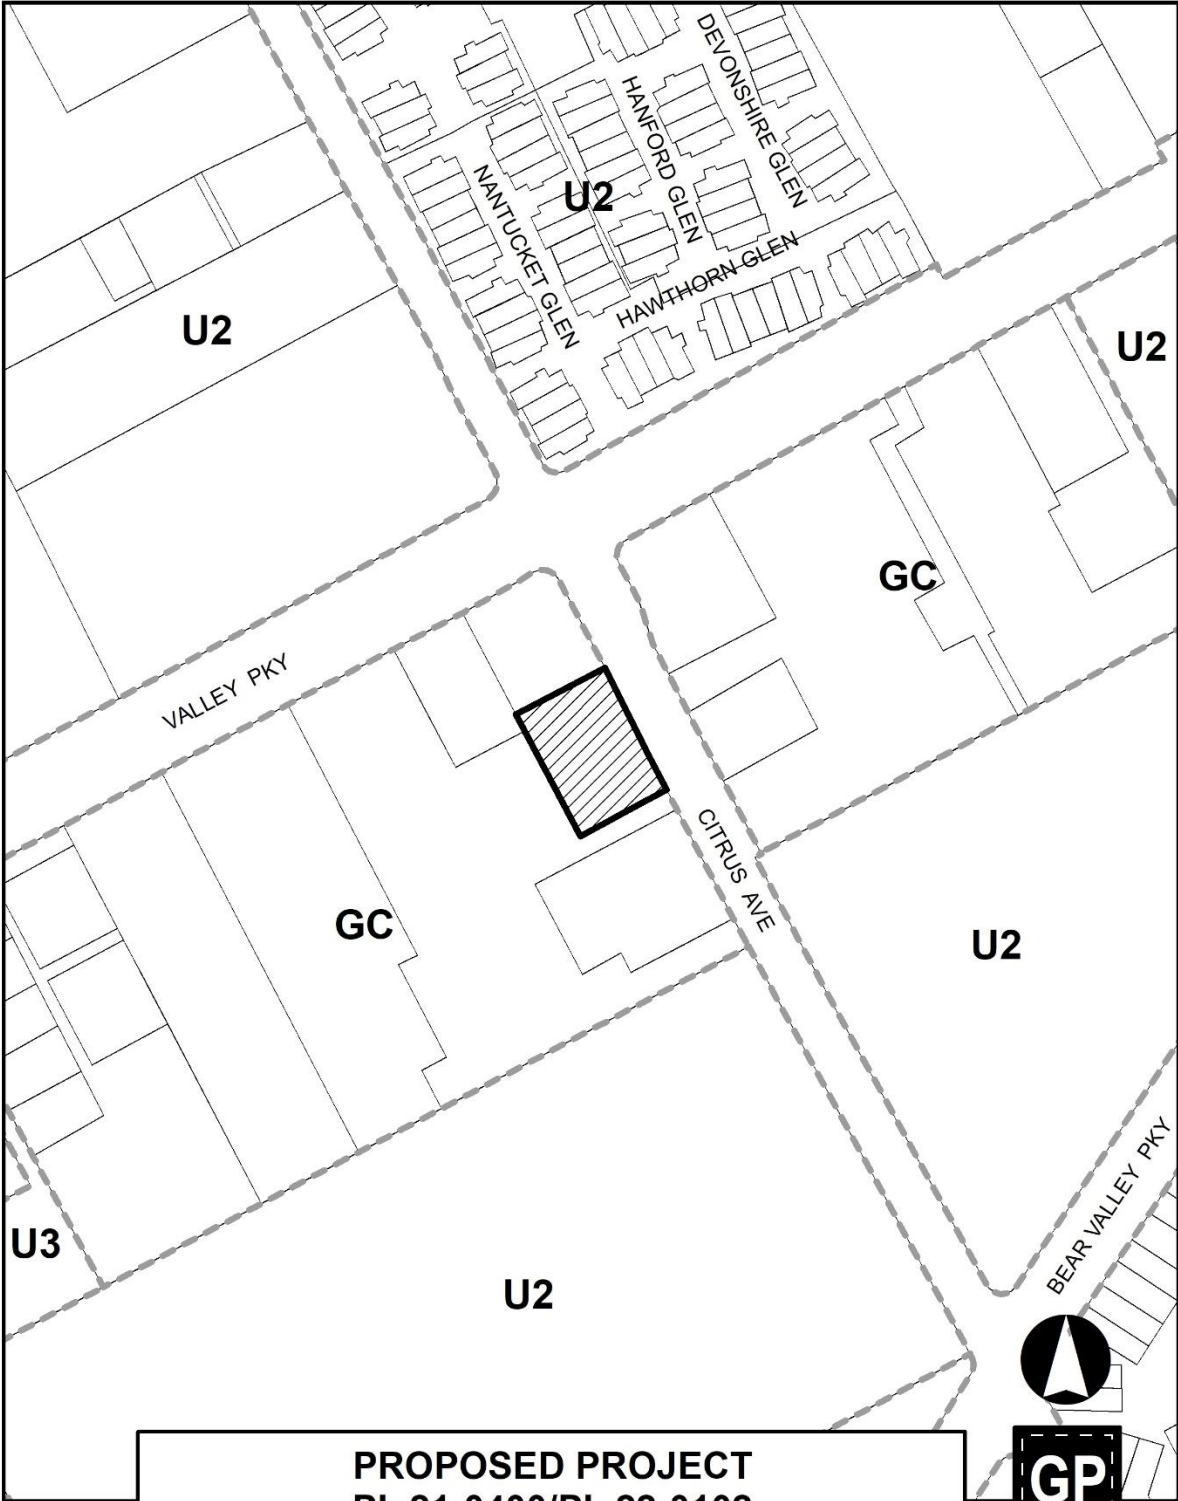 DEVONSHIRE GLEN
HANFORD GLEN
NANTUCKET GLEN
U2
HAWTHORN GLEN
U2
U2
GC
VALLEY PKY
CITRUS AVE
GC
U2
BEAR VALLEY PKY
U3
U2
PROPOSED PROJECT
GP